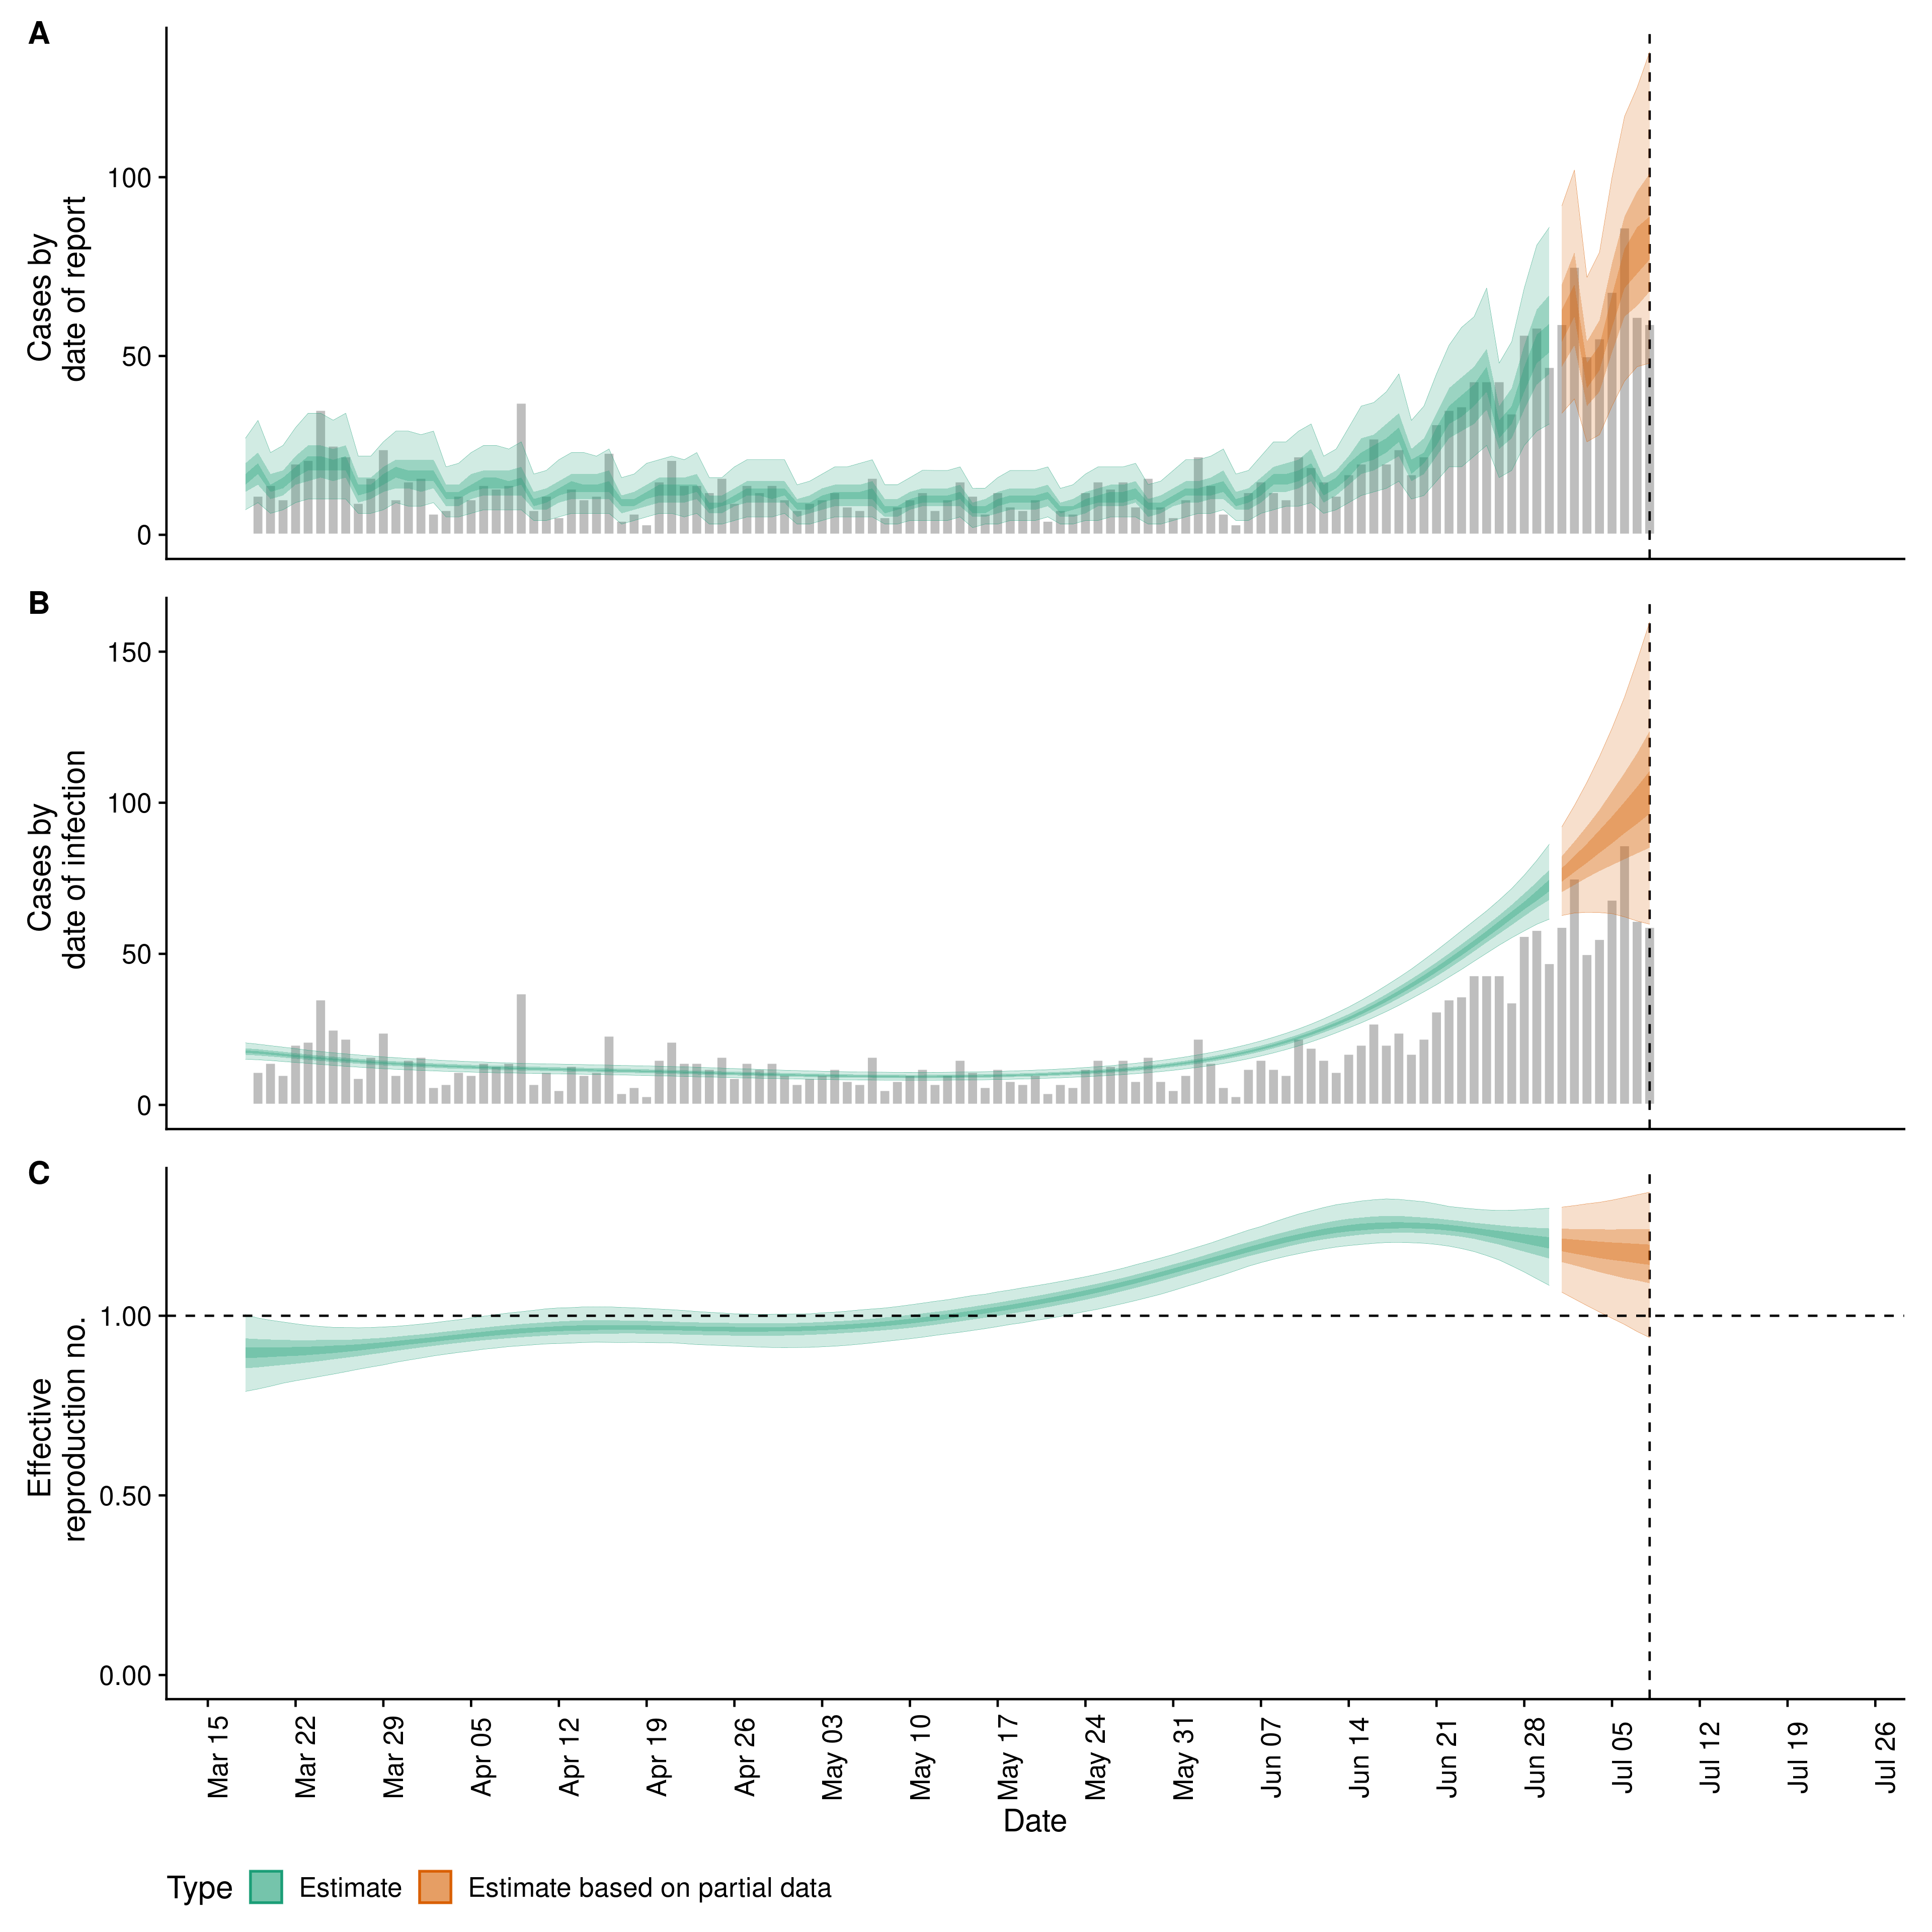 A
Cases by
date of report
100
50
0
B
Cases by
date of infection
150
100
50
0
C
Effective
reproduction no.
1.00
0.50
0.00
Mar 15
Mar 22
Mar 29
Apr 05
Apr 12
Apr 19
Apr 26
May 03
May 10
May 17
May 24
May 31
Jun 07
Jun 14
Jun 21
Jun 28
Jul 05
Jul 12
Jul 19
Jul 26
Date
Type Estimate Estimate based on partial data